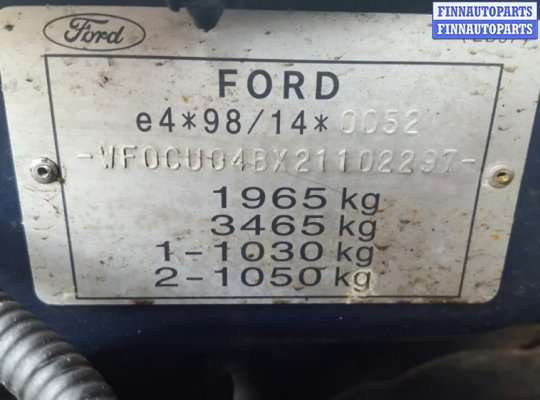 FINNAUTOPARTS
FINNAUTOPARTS
Ford
FORD
e4*98/14*0052
-WF0CU04BX21102297-
1965 kg
3465 kg
1-1030 kg
2-1050 kg